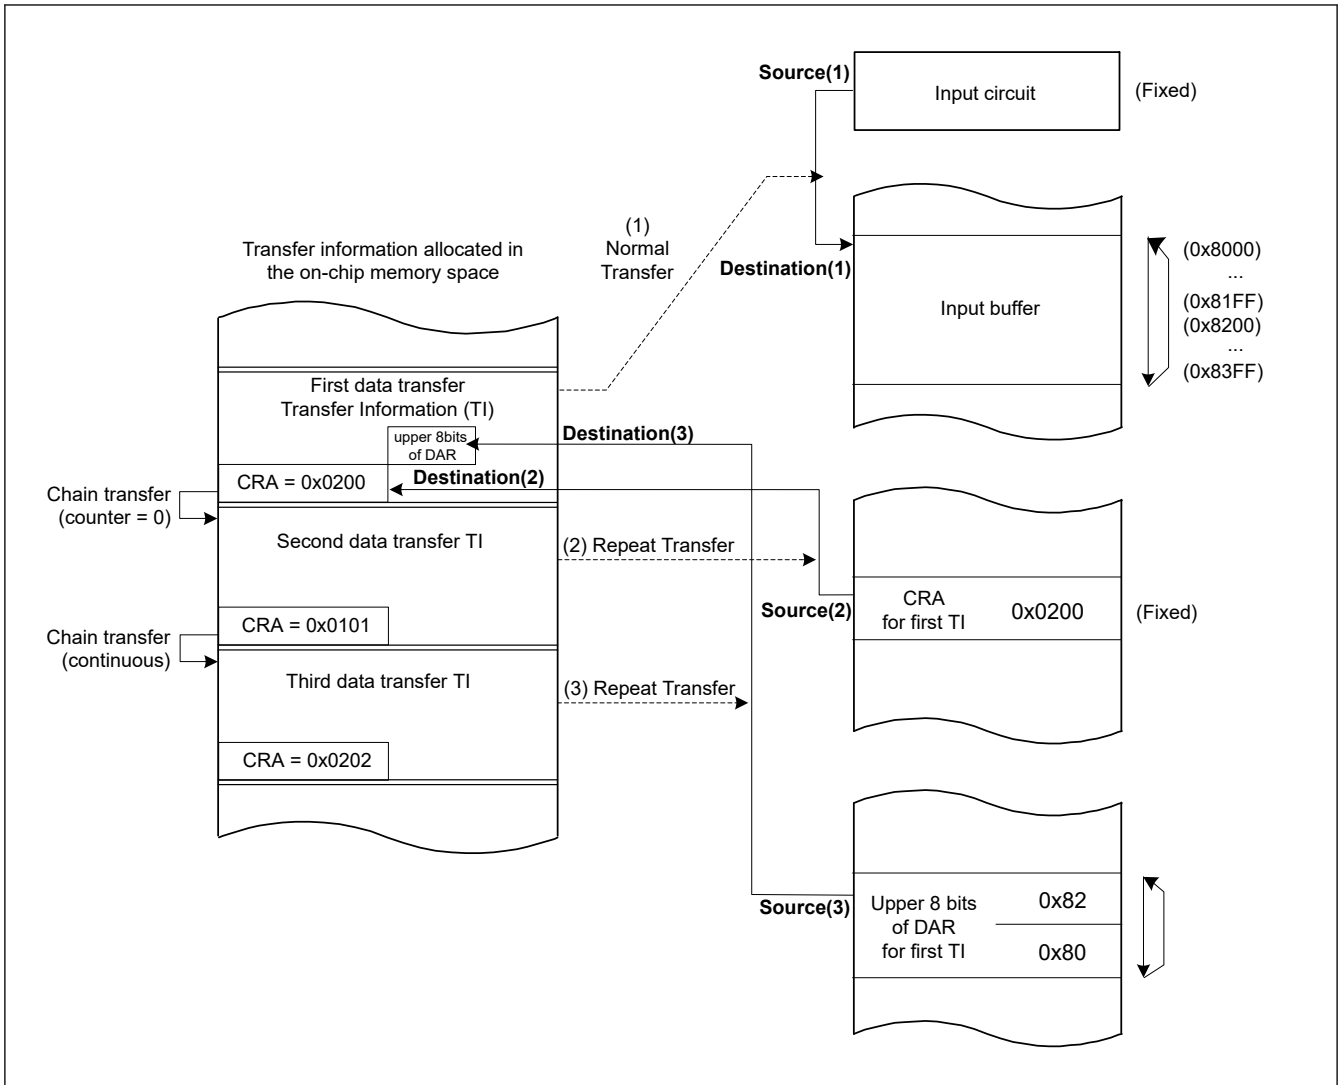 Source(1)
Input circuit
(Fixed)
(1)
Normal
Transfer
Transfer information allocated in
the on-chip memory space
Destination(1)
Input buffer
(0x8000)
...
(0x81FF)
(0x8200)
...
(0x83FF)
First data transfer
Transfer Information (TI)
upper 8bits
of DAR
Destination(3)
CRA = 0x0200
Destination(2)
Chain transfer
(counter = 0)
Second data transfer TI
(2) Repeat Transfer
CRA = 0x0101
Source(2)
CRA
for first TI
0x0200
(Fixed)
Chain transfer
(continuous)
Third data transfer TI
(3) Repeat Transfer
CRA = 0x0202
Source(3)
Upper 8 bits
of DAR
for first TI
0x82
0x80